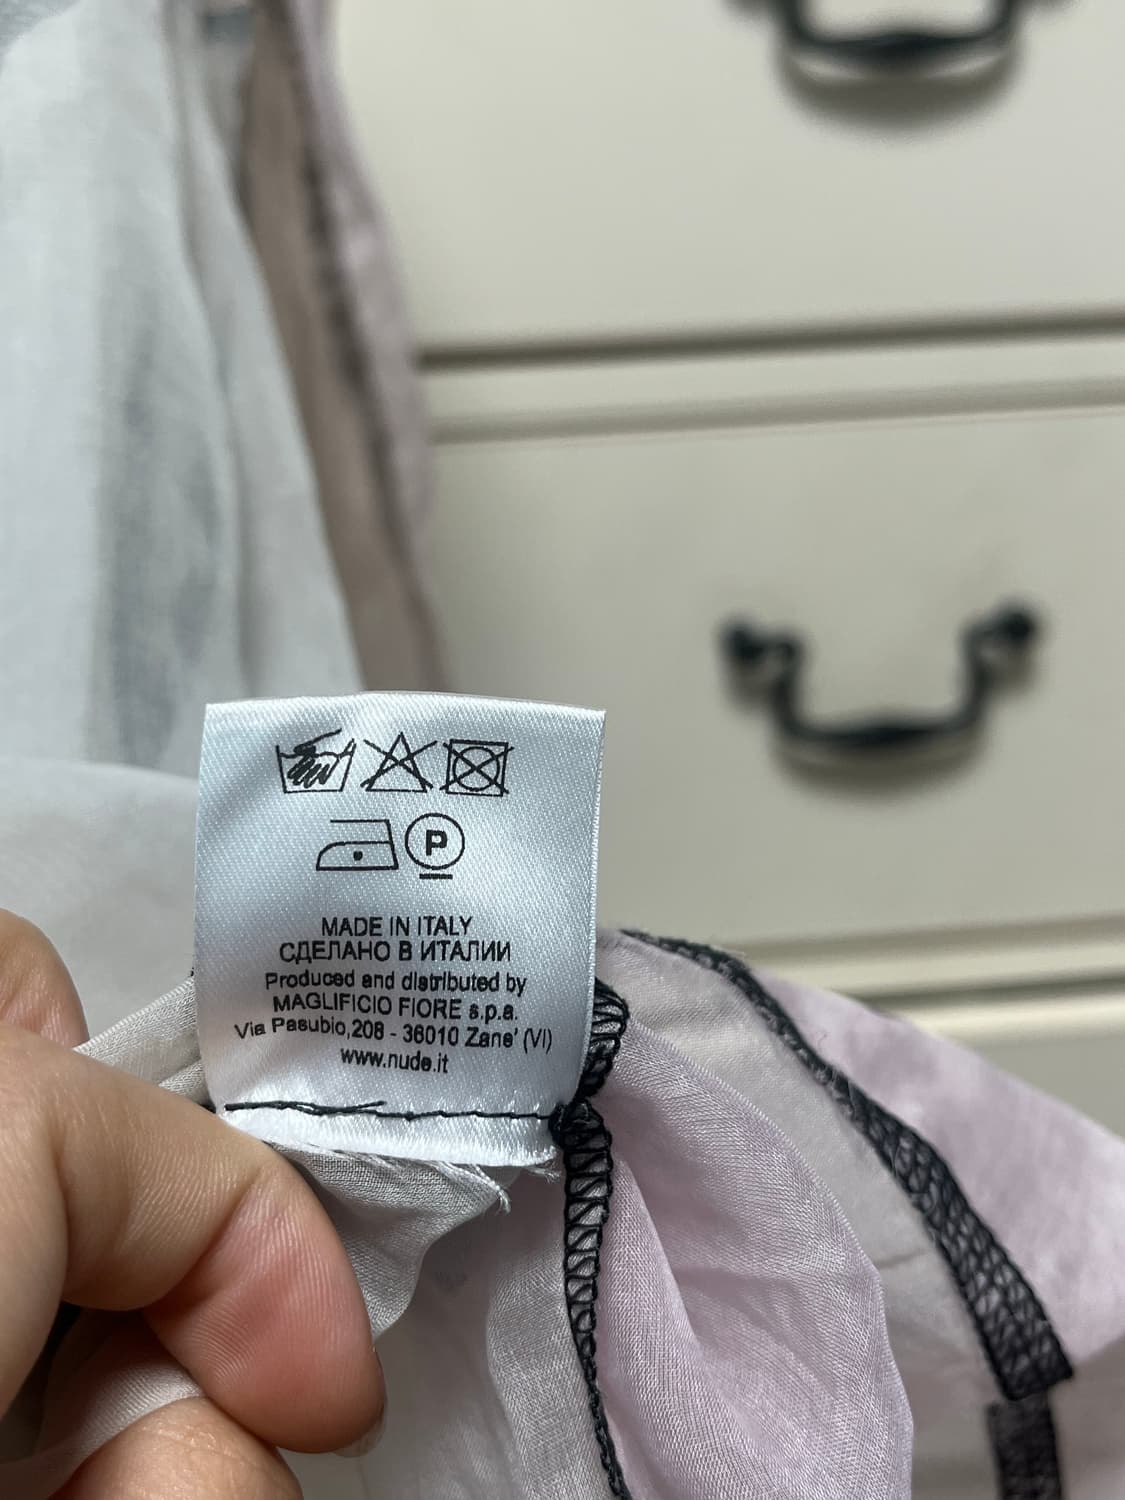 P
MADE IN ITALY
СДЕЛАНО В ИТАЛИИ
Produced and distributed by
MAGLIFICIO FIORE s.p.a.
Via Pasubio,208 - 36010 Zane' (VI)
www.nude.it